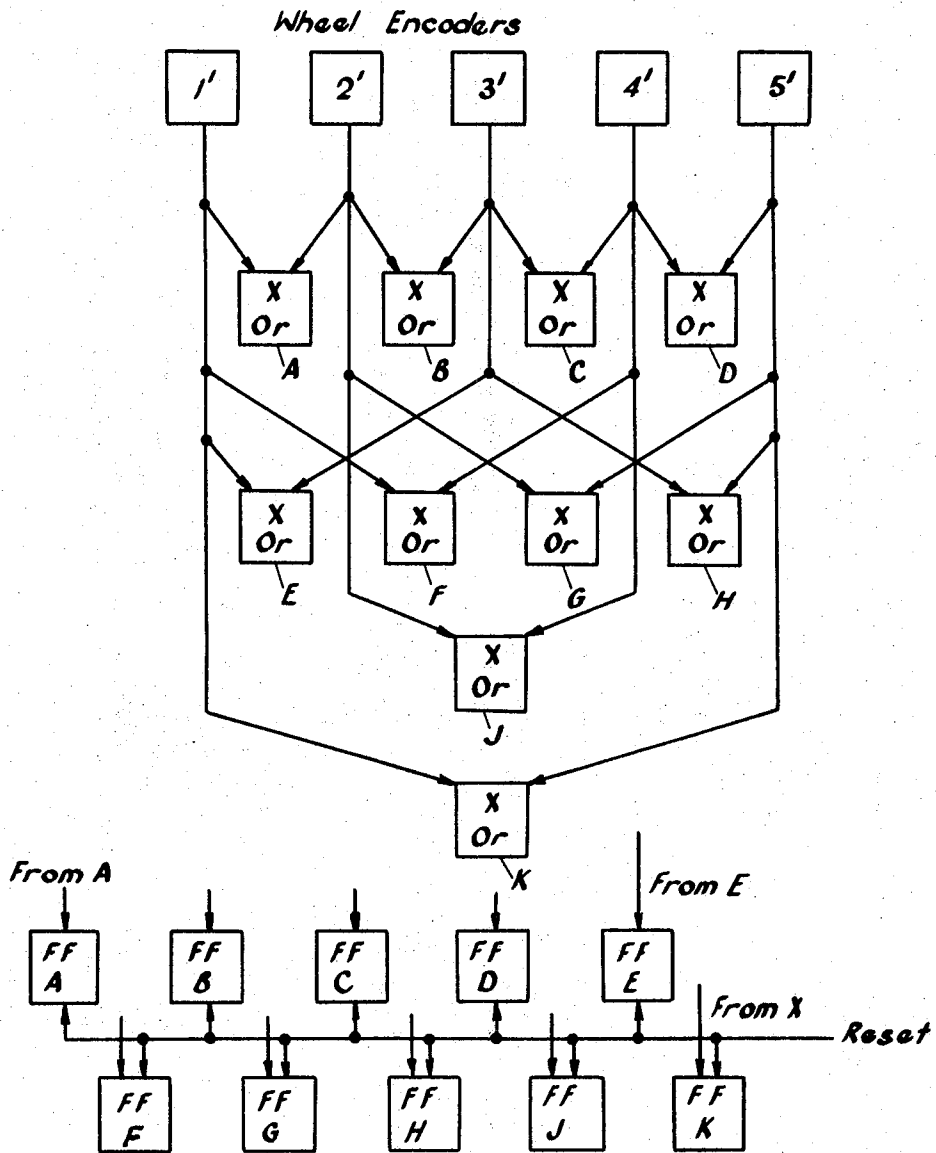 Wheel Encoders
1' 2' 3' 4' 5'
X X X X
Or Or Or Or
A B C D
X X X X
Or Or Or Or
E F G H
X
Or
J
X
Or
K
From A
From E
FF FF FF FF FF
A B C D E
From X
Reset
FF FF FF FF FF
F G H J K